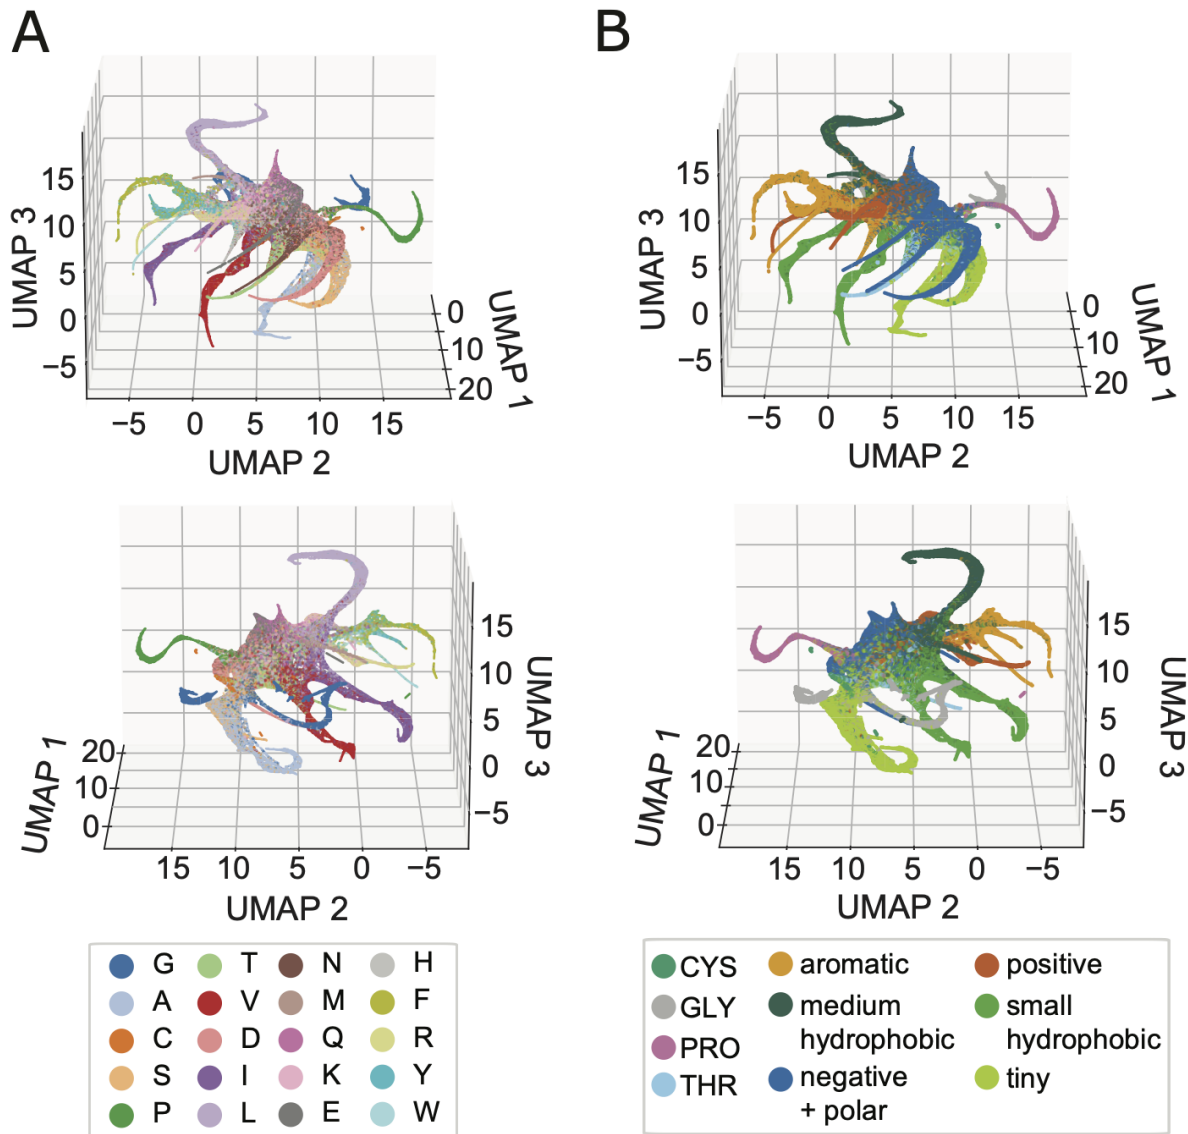 A
B
15
10
5
0
−5
UMAP 3
−5
0
5
10
15
UMAP 2
0
10
20
UMAP 1
15
10
5
0
−5
UMAP 3
−5
0
5
10
15
UMAP 2
0
10
20
UMAP 1
20
10
0
UMAP 1
15
10
5
0
−5
UMAP 2
15
10
5
0
−5
UMAP 3
20
10
0
UMAP 1
15
10
5
0
−5
UMAP 2
15
10
5
0
−5
UMAP 3
G T N H
A V M F
C D Q R
S I K Y
P L E W
CYS aromatic positive
GLY medium small
hydrophobic hydrophobic
PRO
THR negative tiny
+ polar